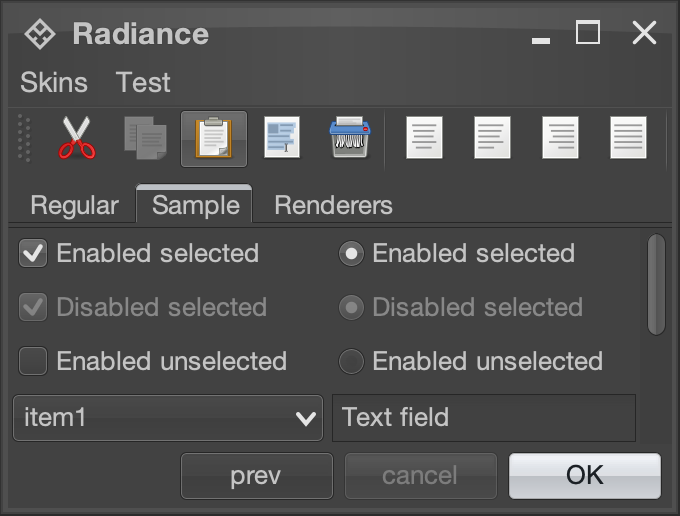 Radiance
Skins Test
Regular Sample Renderers
Enabled selected Enabled selected
Disabled selected Disabled selected
Enabled unselected Enabled unselected
item1 Text field
prev cancel OK